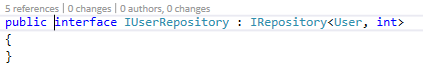 5 references | 0 changes | 0 authors, 0 changes
public interface IUserRepository : IRepository<User, int>
{
}